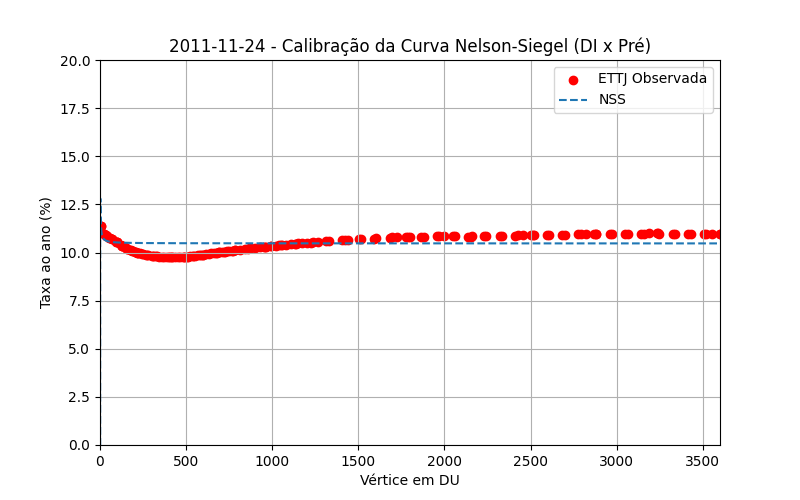 2011-11-24 - Calibração da Curva Nelson-Siegel (DI x Pré)
ETTJ Observada
NSS
Taxa ao ano (%)
20.0
17.5
15.0
12.5
10.0
7.5
5.0
2.5
0.0
0 500 1000 1500 2000 2500 3000 3500
Vértice em DU